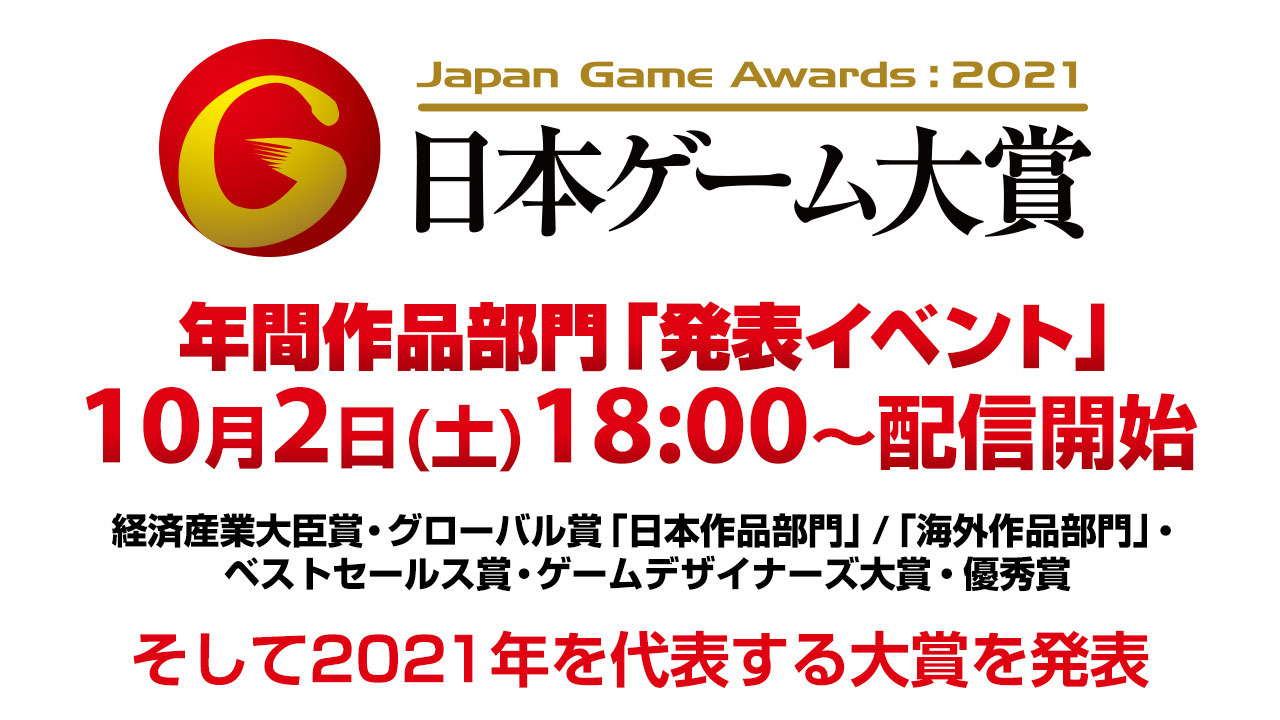 Japan Game Awards : 2021
日本ゲーム大賞
年間作品部門「発表イベント」
10月2日(土)18:00～配信開始
経済産業大臣賞・グローバル賞「日本作品部門」/「海外作品部門」・
ベストセールス賞・ゲームデザイナーズ大賞・優秀賞
そして2021年を代表する大賞を発表